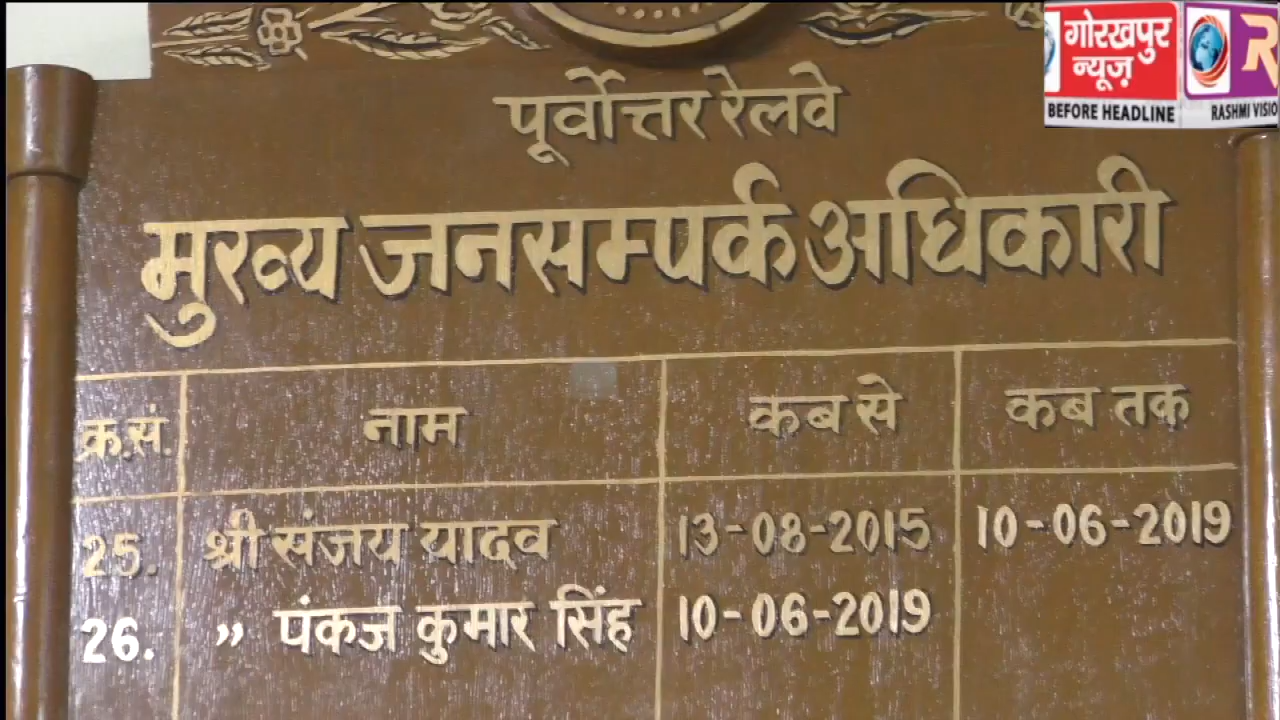 गोरखपुर
न्यूज़
BEFORE HEADLINE
R
RASHMI VISIO
पूर्वोत्तर रेलवे
मुख्य जनसम्पर्क अधिकारी
क्र.सं. नाम कब से कब तक
25. श्री संजय यादव 13-08-2015 10-06-2019
26. ,, पंकज कुमार सिंह 10-06-2019